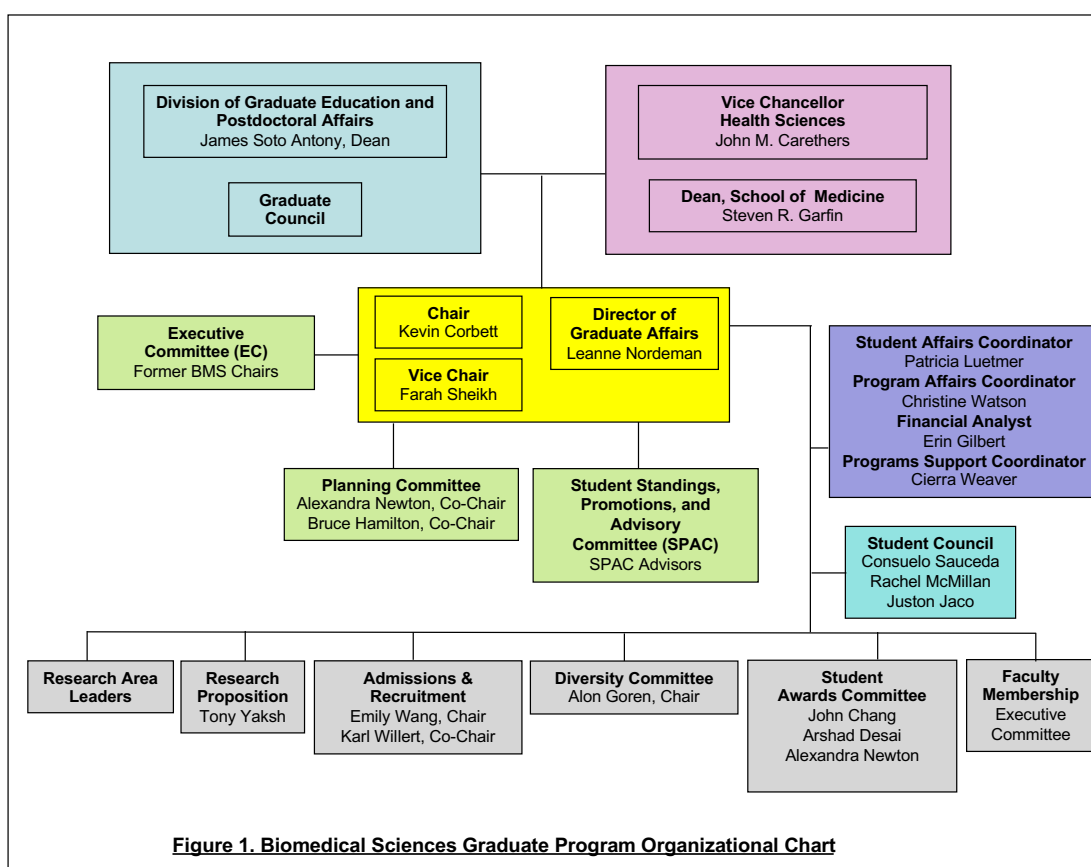 Division of Graduate Education and
Postdoctoral Affairs
James Soto Antony, Dean
Graduate
Council
Vice Chancellor
Health Sciences
John M. Carethers
Dean, School of Medicine
Steven R. Garfin
Executive
Committee (EC)
Former BMS Chairs
Chair
Kevin Corbett
Vice Chair
Farah Sheikh
Director of
Graduate Affairs
Leanne Nordeman
Student Affairs Coordinator
Patricia Luetmer
Program Affairs Coordinator
Christine Watson
Financial Analyst
Erin Gilbert
Programs Support Coordinator
Cierra Weaver
Planning Committee
Alexandra Newton, Co-Chair
Bruce Hamilton, Co-Chair
Student Standings,
Promotions, and
Advisory
Committee (SPAC)
SPAC Advisors
Student Council
Consuelo Sauceda
Rachel McMillan
Juston Jaco
Research Area
Leaders
Research
Proposition
Tony Yaksh
Admissions &
Recruitment
Emily Wang, Chair
Karl Willert, Co-Chair
Diversity Committee
Alon Goren, Chair
Student
Awards Committee
John Chang
Arshad Desai
Alexandra Newton
Faculty
Membership
Executive
Committee
Figure 1. Biomedical Sciences Graduate Program Organizational Chart